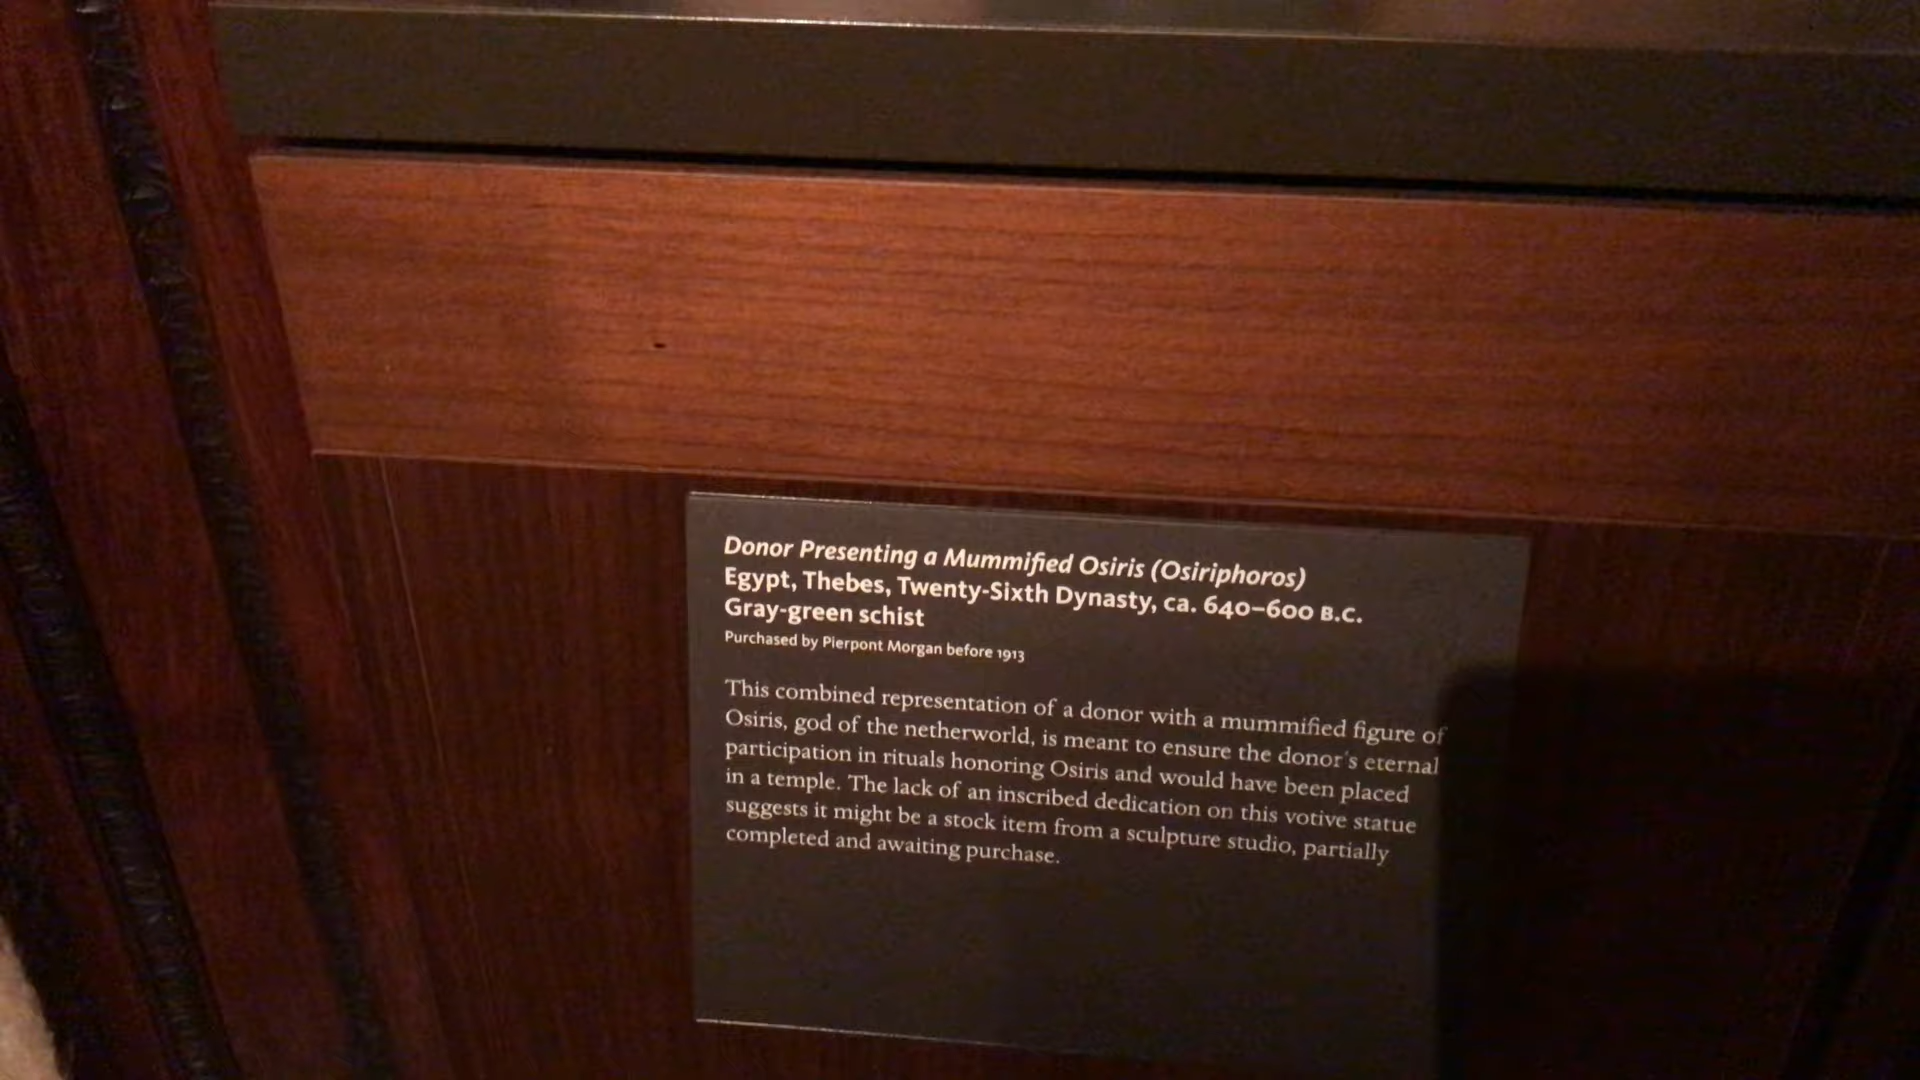 Donor Presenting a Mummified Osiris (Osiriphoros)
Egypt, Thebes, Twenty-Sixth Dynasty, ca. 640–600 B.C.
Gray-green schist
Purchased by Pierpont Morgan before 1913
This combined representation of a donor with a mummified figure of
Osiris, god of the netherworld, is meant to ensure the donor's eternal
participation in rituals honoring Osiris and would have been placed
in a temple. The lack of an inscribed dedication on this votive statue
suggests it might be a stock item from a sculpture studio, partially
completed and awaiting purchase.